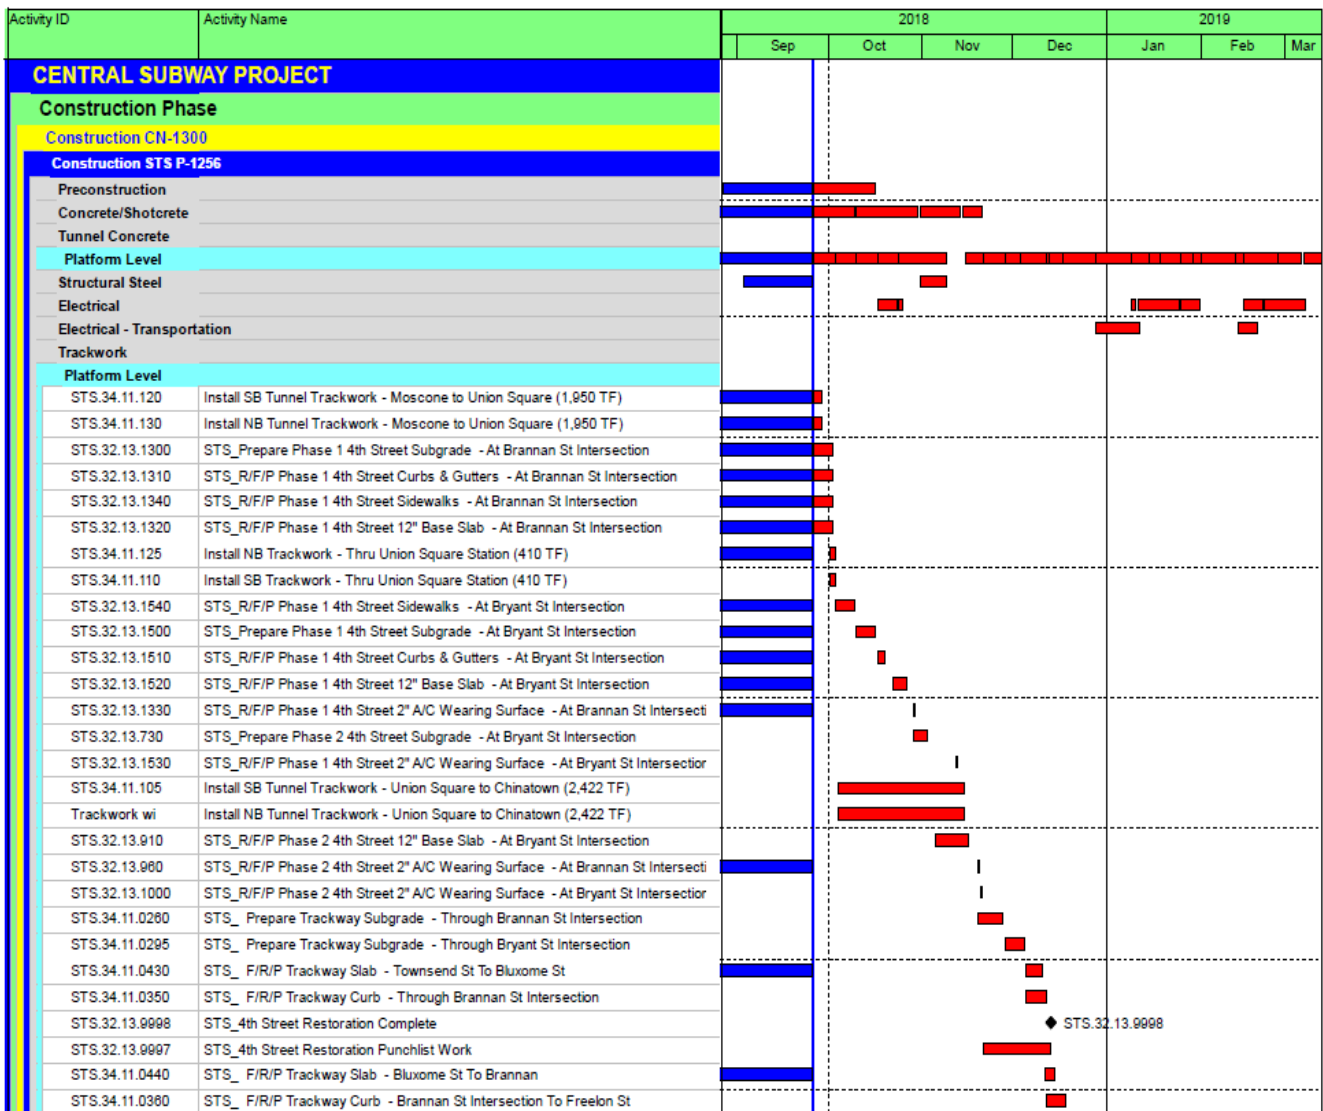 Activity ID Activity Name 2018 2019
Sep Oct Nov Dec Jan Feb Mar
CENTRAL SUBWAY PROJECT
Construction Phase
Construction CN-1300
Construction STS P-1256
Preconstruction
Concrete/Shotcrete
Tunnel Concrete
Platform Level
Structural Steel
Electrical
Electrical - Transportation
Trackwork
Platform Level
STS.34.11.120 Install SB Tunnel Trackwork - Moscone to Union Square (1,950 TF)
STS.34.11.130 Install NB Tunnel Trackwork - Moscone to Union Square (1,950 TF)
STS.32.13.1300 STS_Prepare Phase 1 4th Street Subgrade - At Brannan St Intersection
STS.32.13.1310 STS_R/F/P Phase 1 4th Street Curbs & Gutters - At Brannan St Intersection
STS.32.13.1340 STS_R/F/P Phase 1 4th Street Sidewalks - At Brannan St Intersection
STS.32.13.1320 STS_R/F/P Phase 1 4th Street 12" Base Slab - At Brannan St Intersection
STS.34.11.125 Install NB Trackwork - Thru Union Square Station (410 TF)
STS.34.11.110 Install SB Trackwork - Thru Union Square Station (410 TF)
STS.32.13.1540 STS_R/F/P Phase 1 4th Street Sidewalks - At Bryant St Intersection
STS.32.13.1500 STS_Prepare Phase 1 4th Street Subgrade - At Bryant St Intersection
STS.32.13.1510 STS_R/F/P Phase 1 4th Street Curbs & Gutters - At Bryant St Intersection
STS.32.13.1520 STS_R/F/P Phase 1 4th Street 12" Base Slab - At Bryant St Intersection
STS.32.13.1330 STS_R/F/P Phase 1 4th Street 2" A/C Wearing Surface - At Brannan St Intersecti
STS.32.13.730 STS_Prepare Phase 2 4th Street Subgrade - At Bryant St Intersection
STS.32.13.1530 STS_R/F/P Phase 1 4th Street 2" A/C Wearing Surface - At Bryant St Intersectior
STS.34.11.105 Install SB Tunnel Trackwork - Union Square to Chinatown (2,422 TF)
Trackwork wi Install NB Tunnel Trackwork - Union Square to Chinatown (2,422 TF)
STS.32.13.910 STS_R/F/P Phase 2 4th Street 12" Base Slab - At Bryant St Intersection
STS.32.13.960 STS_R/F/P Phase 2 4th Street 2" A/C Wearing Surface - At Brannan St Intersecti
STS.32.13.1000 STS_R/F/P Phase 2 4th Street 2" A/C Wearing Surface - At Bryant St Intersectior
STS.34.11.0260 STS_ Prepare Trackway Subgrade - Through Brannan St Intersection
STS.34.11.0295 STS_ Prepare Trackway Subgrade - Through Bryant St Intersection
STS.34.11.0430 STS_ F/R/P Trackway Slab - Townsend St To Bluxome St
STS.34.11.0350 STS_ F/R/P Trackway Curb - Through Brannan St Intersection
STS.32.13.9998 STS_4th Street Restoration Complete STS.32.13.9998
STS.32.13.9997 STS_4th Street Restoration Punchlist Work
STS.34.11.0440 STS_ F/R/P Trackway Slab - Bluxome St To Brannan
STS.34.11.0360 STS_ F/R/P Trackway Curb - Brannan St Intersection To Freelon St